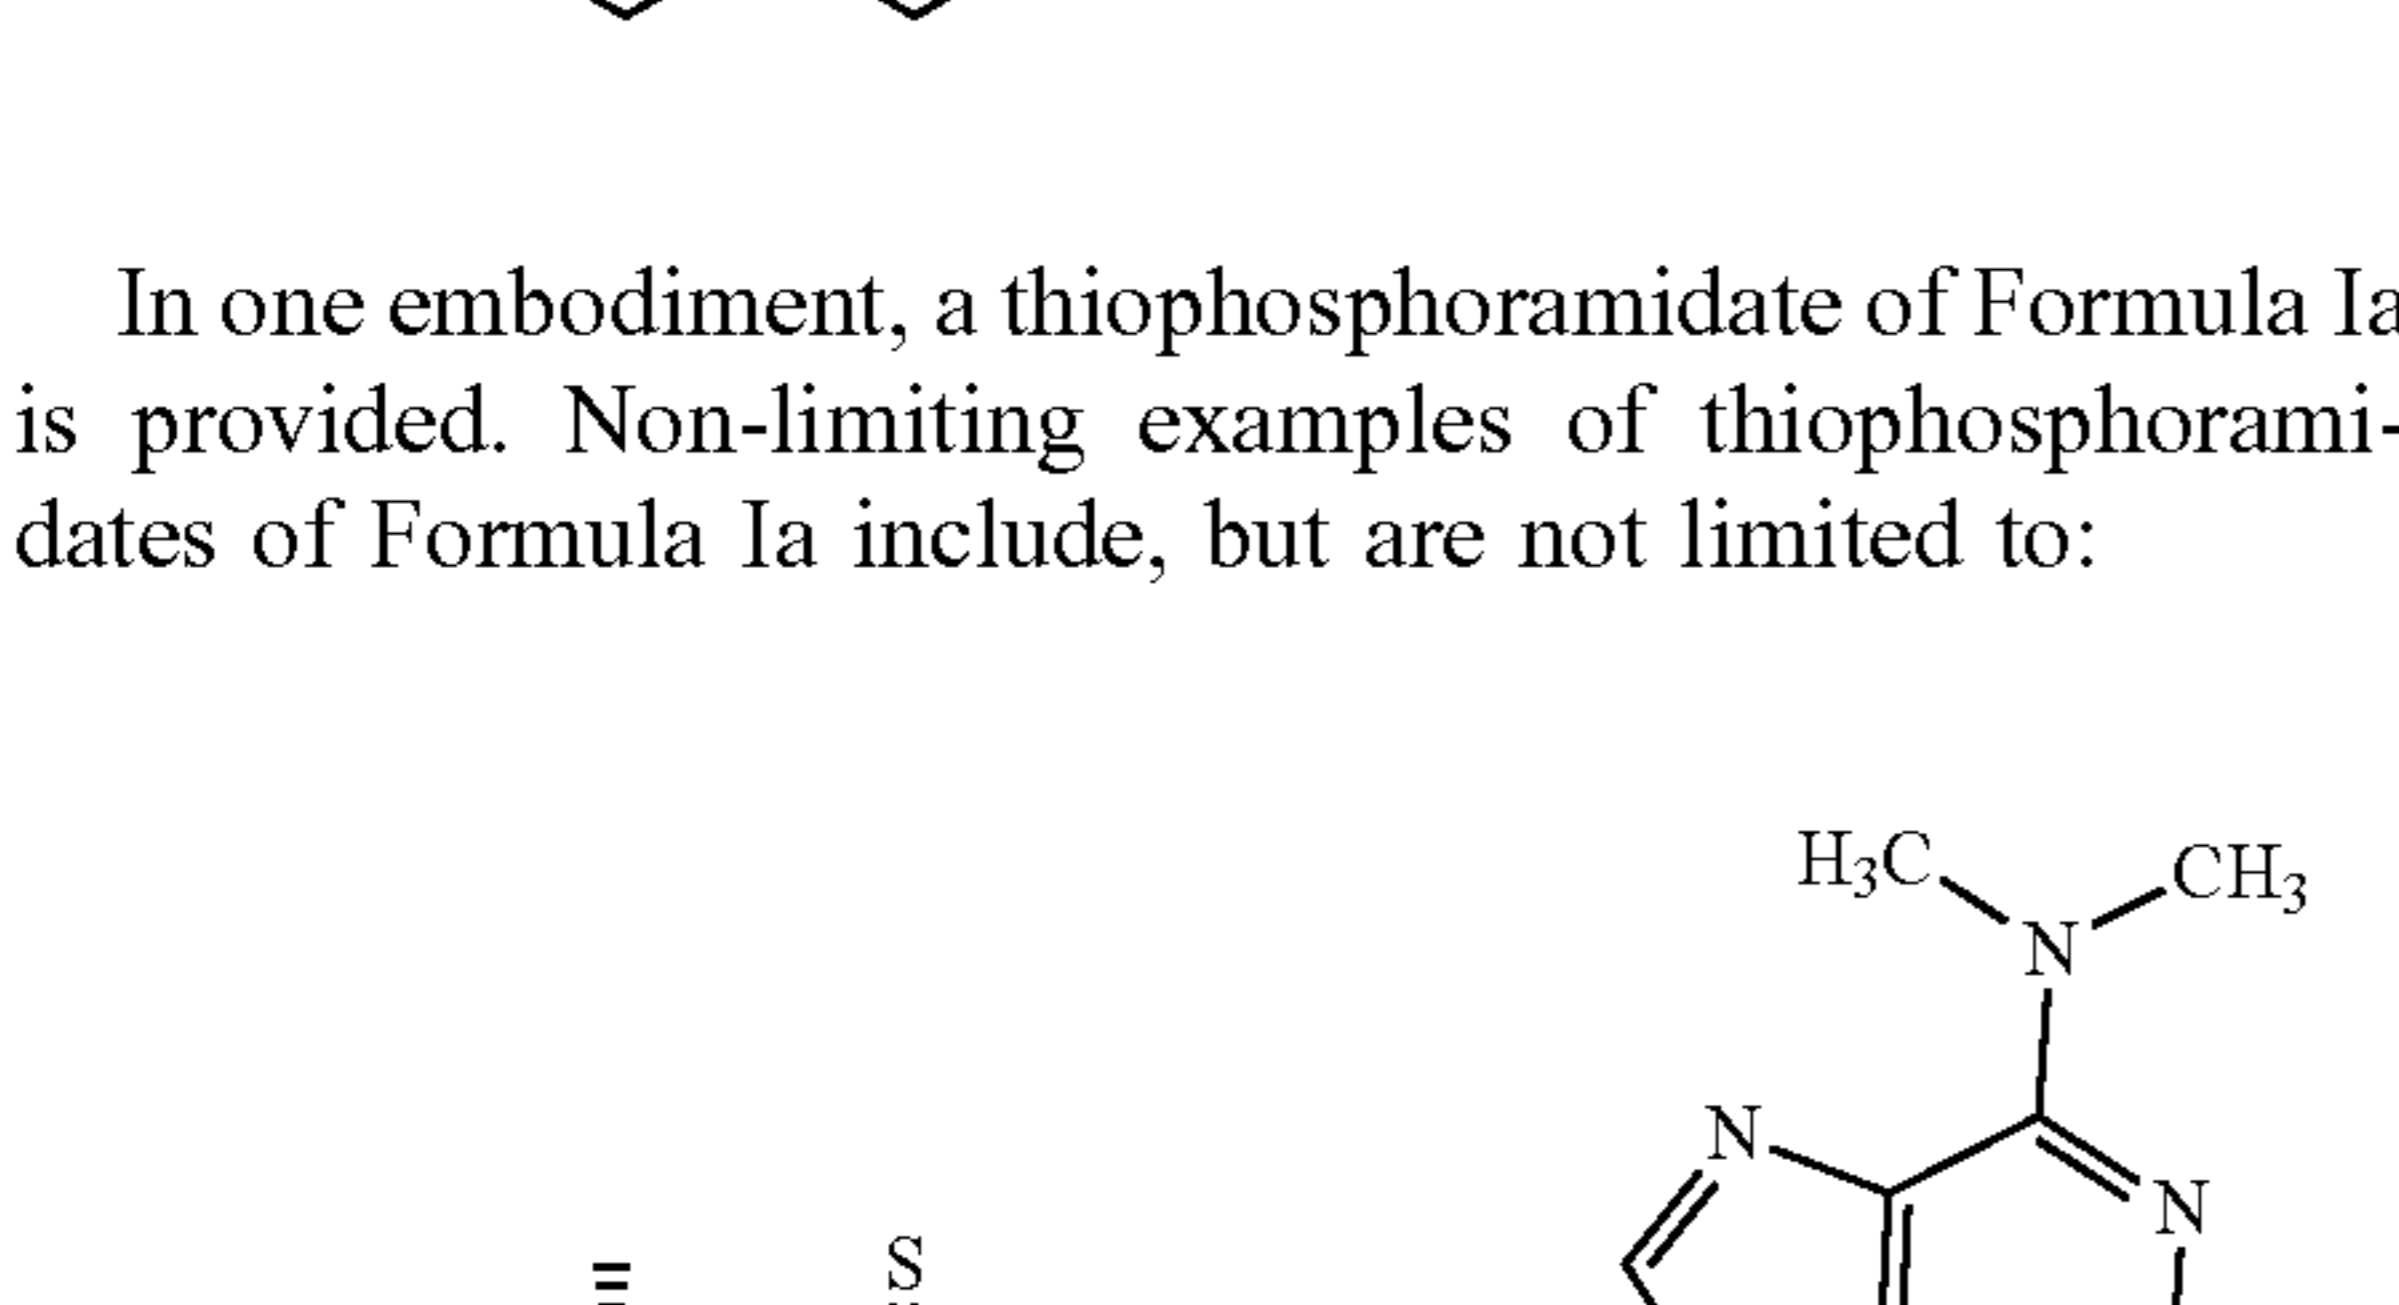 In one embodiment, a thiophosphoramidate of Formula Ia
is provided. Non-limiting examples of thiophosphorami-
dates of Formula Ia include, but are not limited to:
H₃C CH₃
N
N
N
S